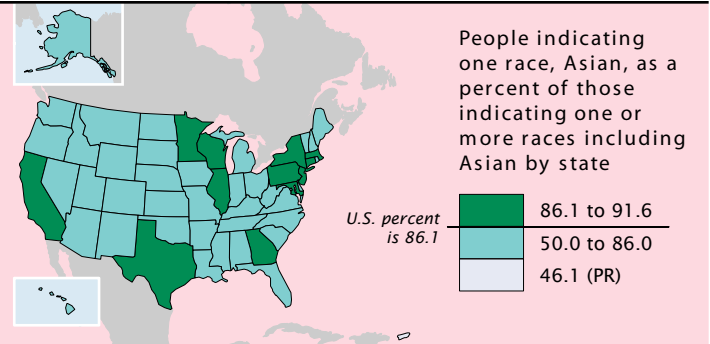 People indicating
one race, Asian, as a
percent of those
indicating one or
more races including
Asian by state
U.S. percent
is 86.1
86.1 to 91.6
50.0 to 86.0
46.1 (PR)